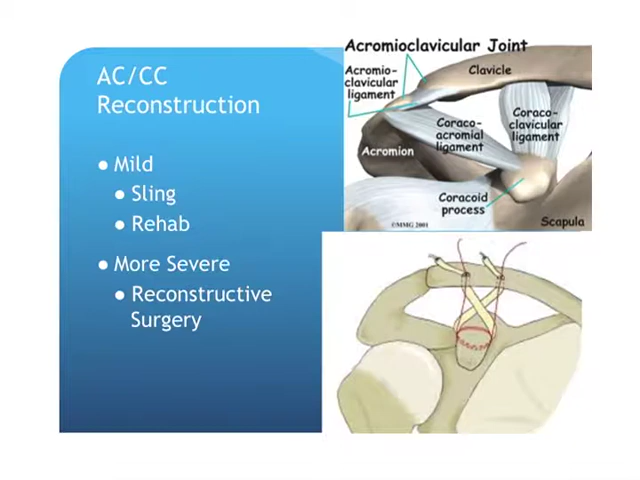 AC/CC
Reconstruction
● Mild
● Sling
● Rehab
● More Severe
● Reconstructive
Surgery
Acromioclavicular Joint
Acromio-
clavicular
ligament
Clavicle
Coraco-
acromial
ligament
Coraco-
clavicular
ligament
Acromion
Coracoid
process
Scapula
©MMG 2001